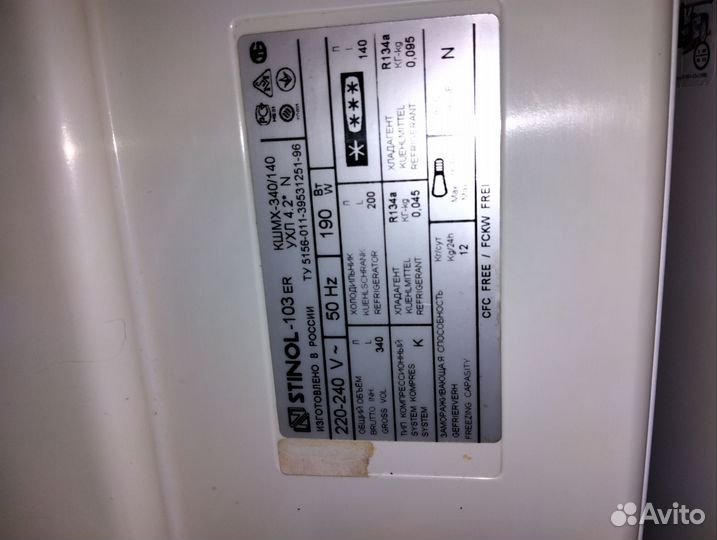 STINOL-103 ER
КШМХ-340/140
УХЛ 4.2* N
ИЗГОТОВЛЕНО В РОССИИ
ТУ 5156-011-39531251-96
220-240 V ~ 50 Hz 190 Вт W
ОБЩИЙ ОБЪЕМ Л
BRUTTO INH L 340
GROSS VOL
ХОЛОДИЛЬНИК Л
KUEHLSCHRANK L 200
REFRIGERATOR
Л
L 140
ТИП КОМПРЕССИОННЫЙ
SYSTEM KOMPRES K
SYSTEM COMPRESS
ХЛАДАГЕНТ R134a
KUEHLMITTEL КГ-kg
REFRIGERANT 0,045
ХЛАДАГЕНТ R134a
KUEHLMITTEL КГ-kg
REFRIGERANT 0,095
ЗАМОРАЖИВАЮЩАЯ СПОСОБНОСТЬ Кг/сут
GEFRIERVERH Kg/24h
FREEZING CAPACITY 12
Max
N
CFC FREE / FCKW FREI
Avito